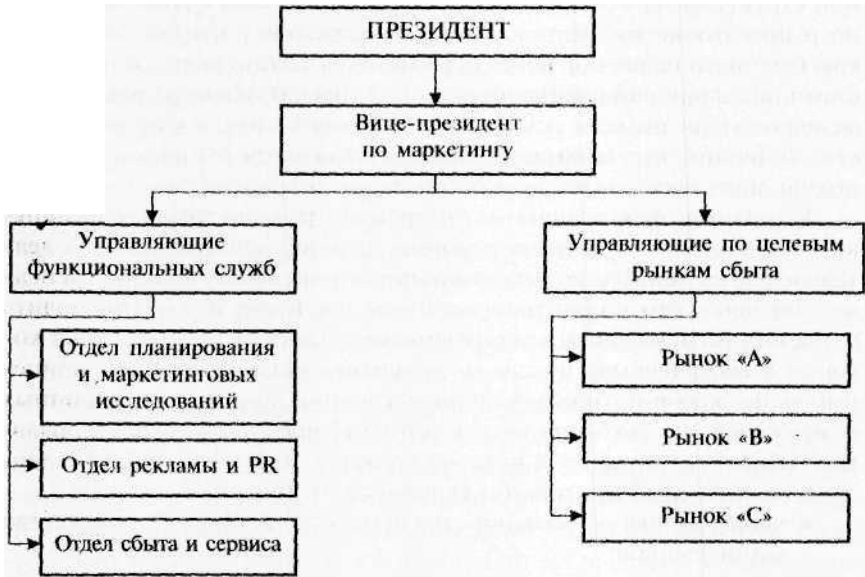 ПРЕЗИДЕНТ
Вице-президент
по маркетингу
Управляющие
функциональных служб
Управляющие по целевым
рынкам сбыта
Отдел планирования
и маркетинговых
исследований
Отдел рекламы и PR
Отдел сбыта и сервиса
Рынок «А»
Рынок «В»
Рынок «С»